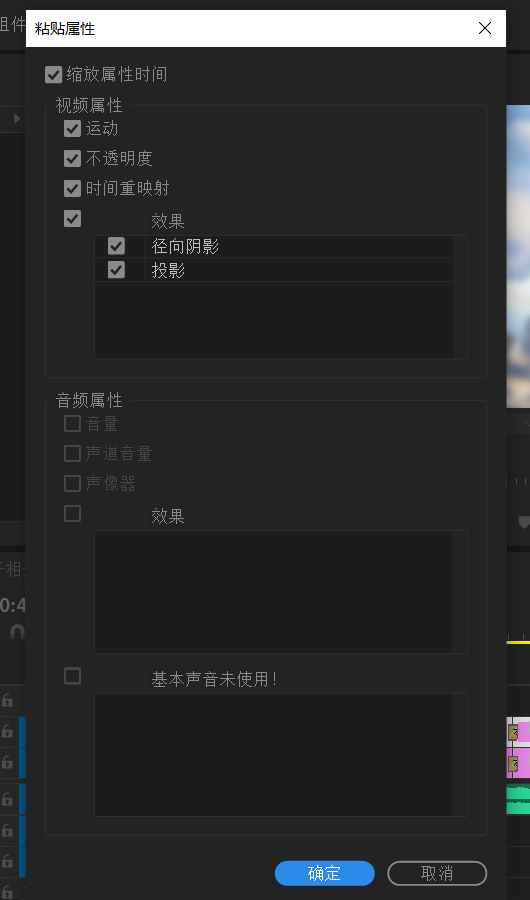 组件
粘贴属性
缩放属性时间
视频属性
运动
不透明度
时间重映射
效果
径向阴影
投影
音频属性
音量
声道音量
声像器
效果
子相
0:4
基本声音未使用！
确定
取消